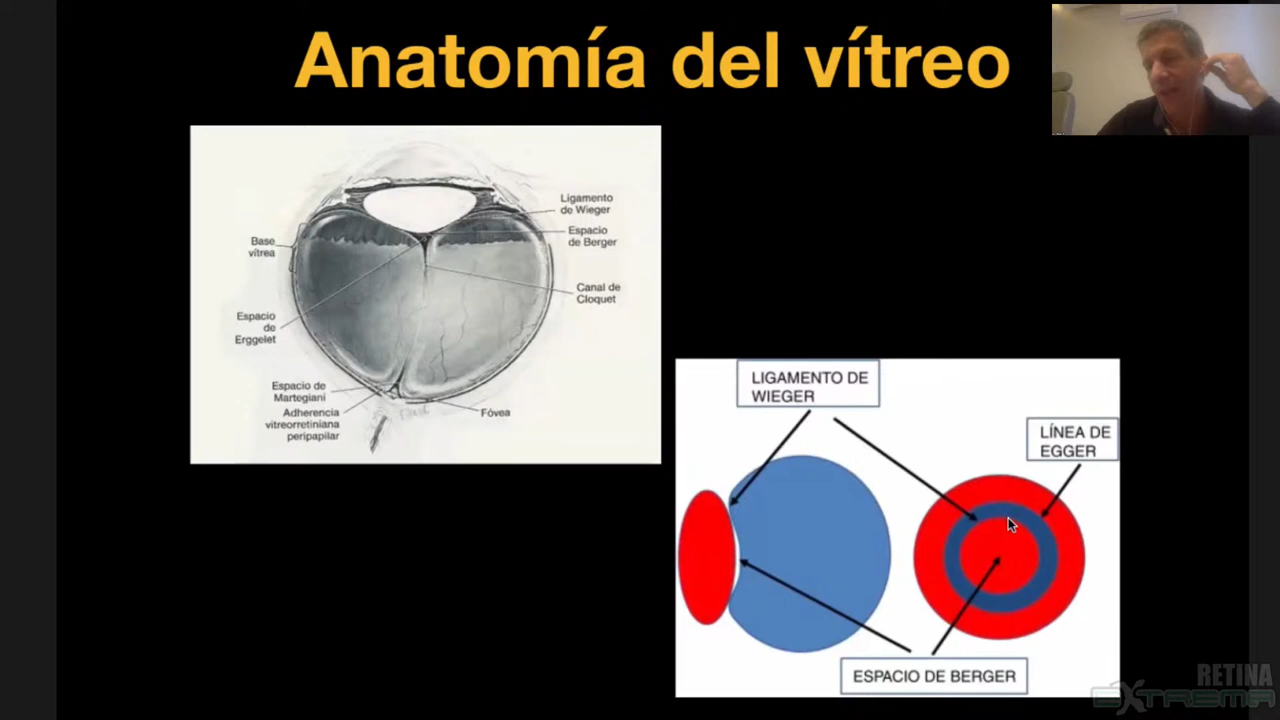 Anatomía del vítreo
Ligamento
de Wieger
Espacio
de Berger
Base
vítrea
Canal de
Cloquet
Espacio
de
Erggelet
Espacio de
Martegiani
Adherencia
vitreorretiniana
peripapilar
Fóvea
LIGAMENTO DE
WIEGER
LÍNEA DE
EGGER
ESPACIO DE BERGER
RETINA
EXTREMA